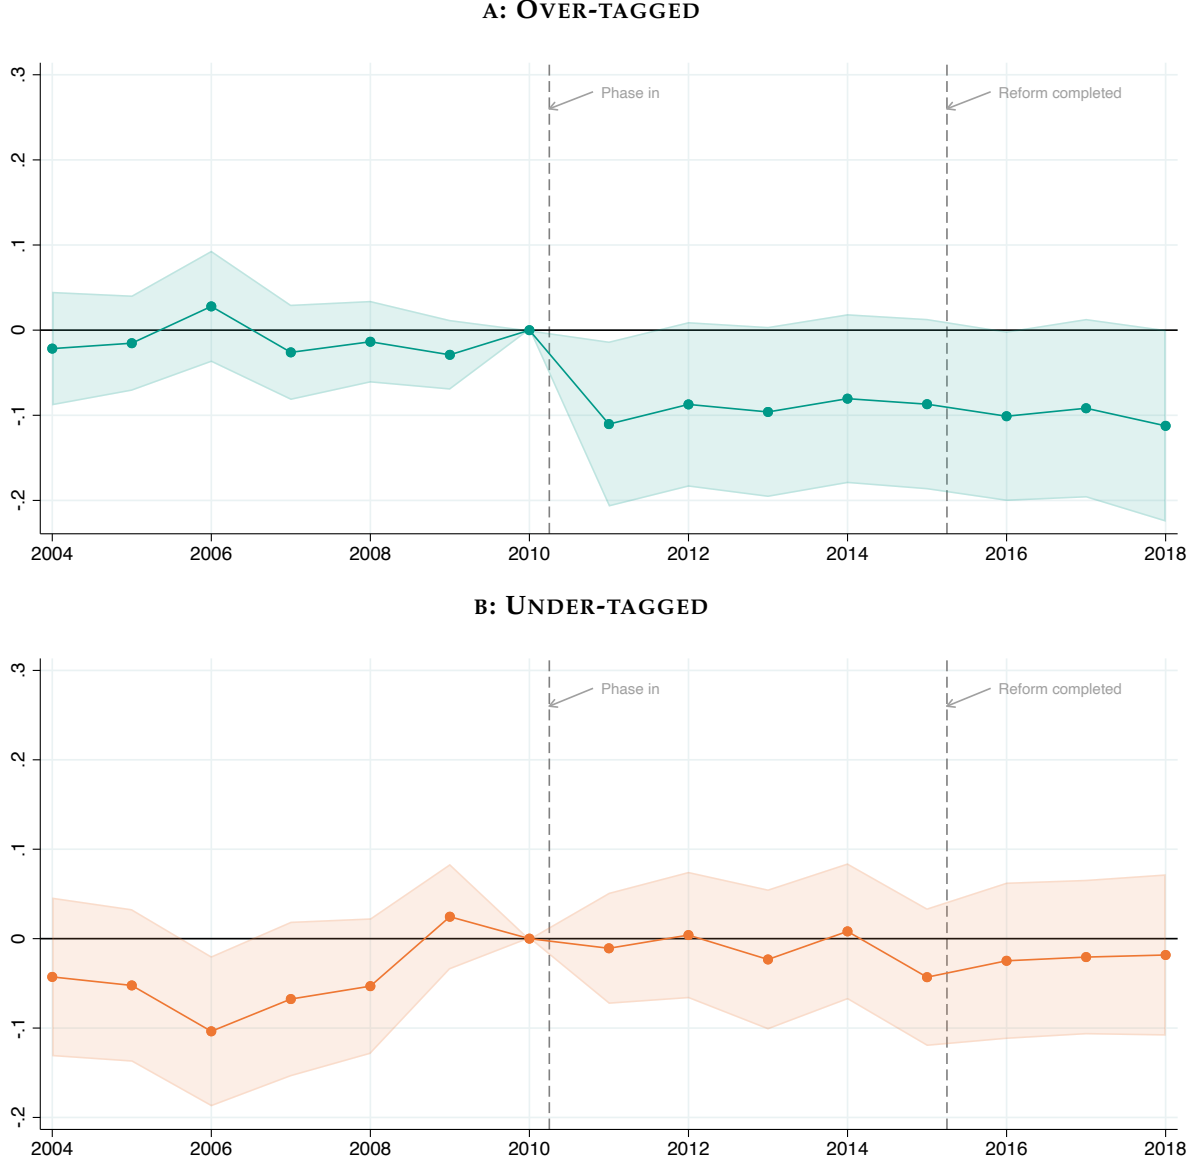 A: OVER-TAGGED
.3
Phase in
Reform completed
.2
.1
0
-.1
-.2
2004 2006 2008 2010 2012 2014 2016 2018
B: UNDER-TAGGED
.3
Phase in
Reform completed
.2
.1
0
-.1
-.2
2004 2006 2008 2010 2012 2014 2016 2018